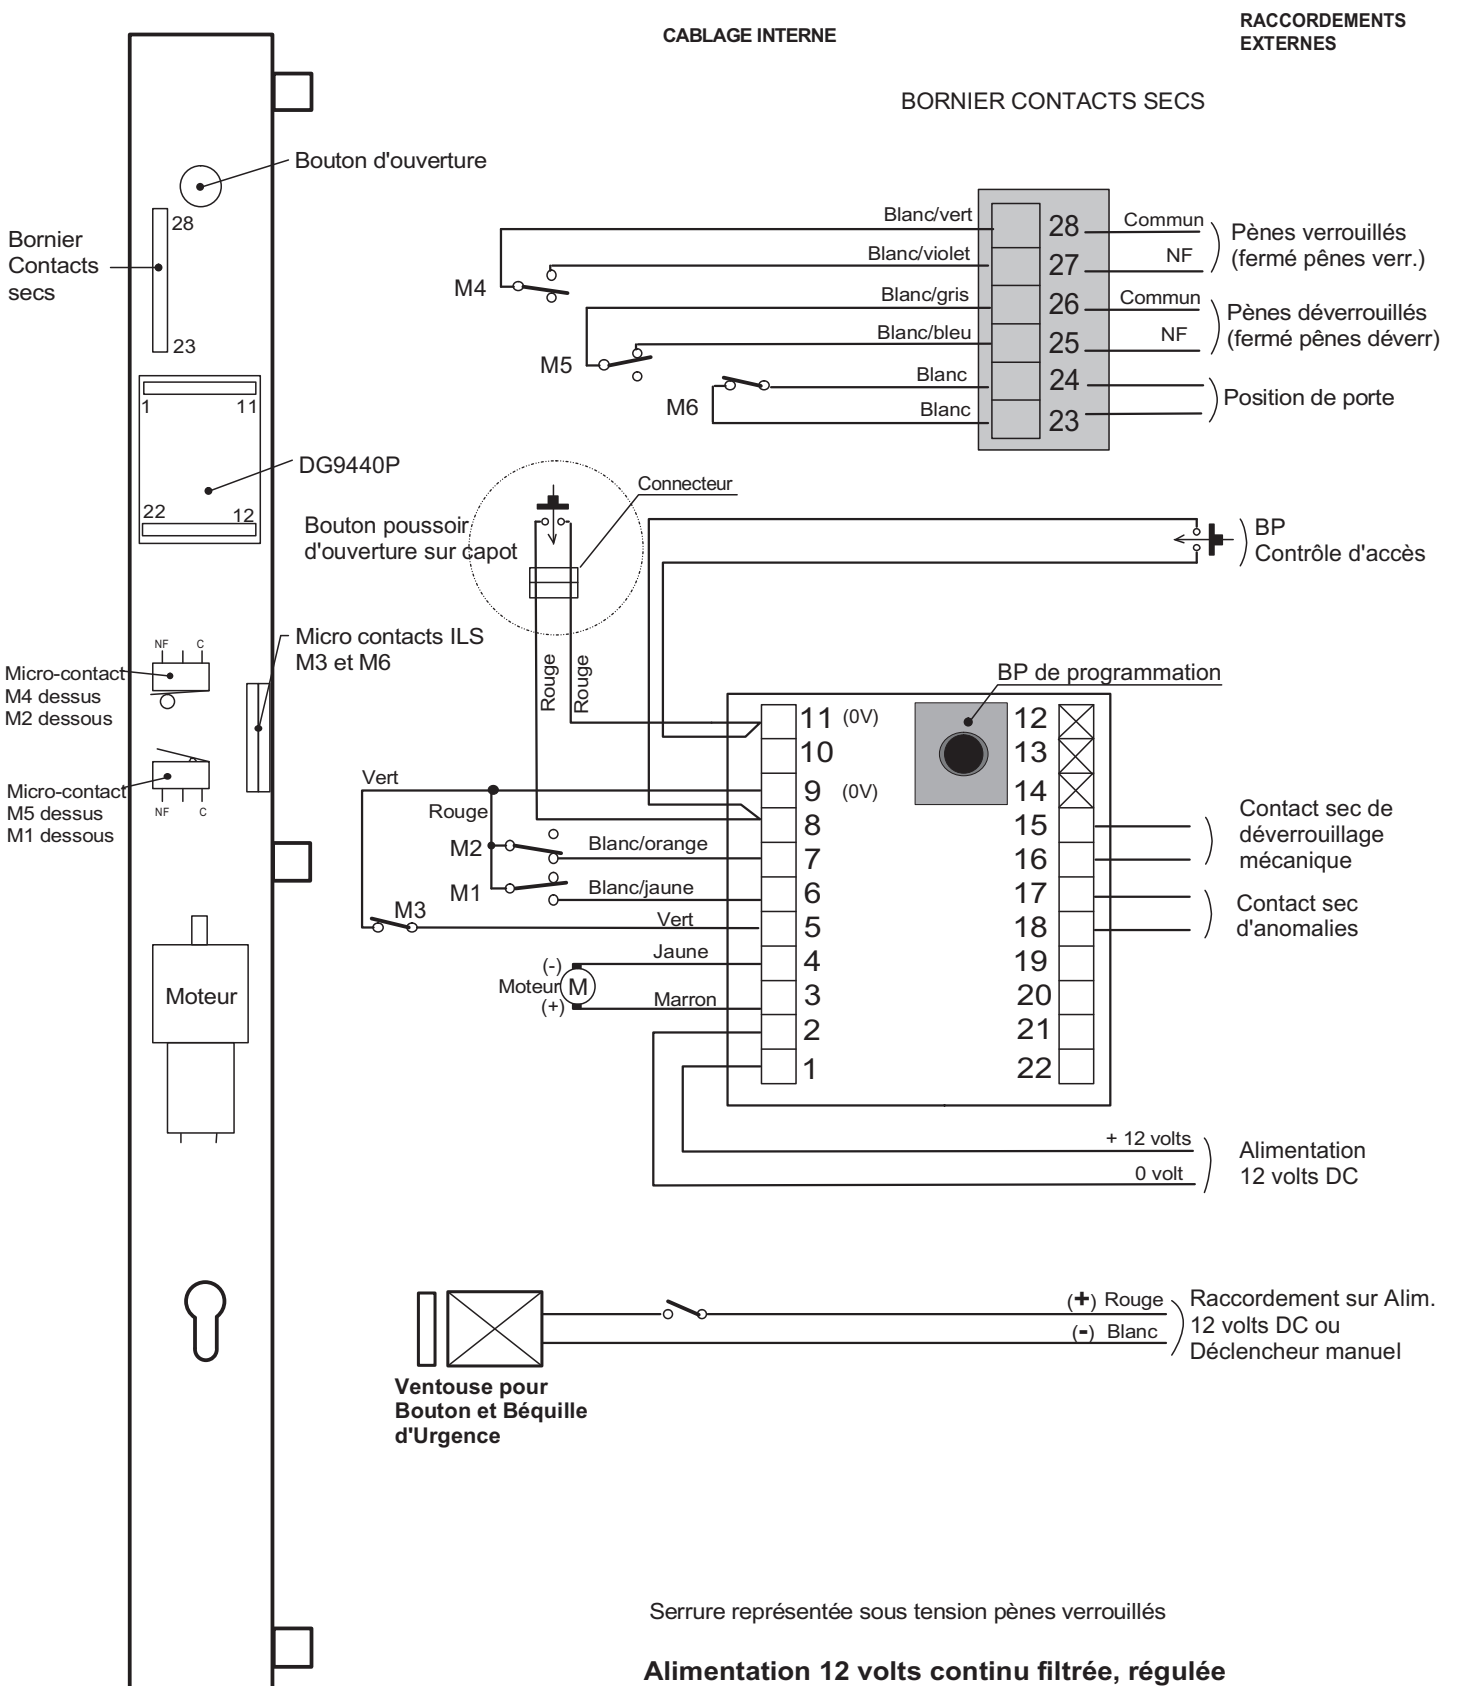 CABLAGE INTERNE
RACCORDEMENTS
EXTERNES
BORNIER CONTACTS SECS
Bouton d'ouverture
Bornier
Contacts
secs
28
23
1
11
DG9440P
22
12
Blanc/vert
28
Commun
Blanc/violet
27
NF
Pènes verrouillés
(fermé pênes verr.)
M4
Blanc/gris
26
Commun
Blanc/bleu
25
NF
Pènes déverrouillés
(fermé pênes déverr)
M5
Blanc
24
M6
Blanc
23
Position de porte
Connecteur
Bouton poussoir
d'ouverture sur capot
BP
Contrôle d'accès
Rouge
Rouge
Micro contacts ILS
M3 et M6
NF
C
Micro-contact
M4 dessus
M2 dessous
Micro-contact
M5 dessus
M1 dessous
NF
C
BP de programmation
11 (0V)
10
9 (0V)
8
7
6
5
4
3
2
1
12
13
14
15
16
17
18
19
20
21
22
Vert
Rouge
M2
Blanc/orange
M1
Blanc/jaune
M3
Vert
Jaune
(-)
Moteur
M
(+)
Marron
Contact sec de
déverrouillage
mécanique
Contact sec
d'anomalies
Moteur
+ 12 volts
0 volt
Alimentation
12 volts DC
(+) Rouge
(-) Blanc
Raccordement sur Alim.
12 volts DC ou
Déclencheur manuel
Ventouse pour
Bouton et Béquille
d'Urgence
Serrure représentée sous tension pènes verrouillés
Alimentation 12 volts continu filtrée, régulée